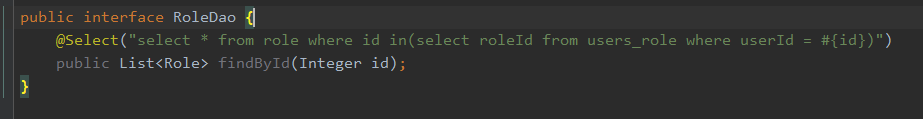 public interface RoleDao {
@Select("select * from role where id in(select roleId from users_role where userId = #{id})")
public List<Role> findById(Integer id);
}